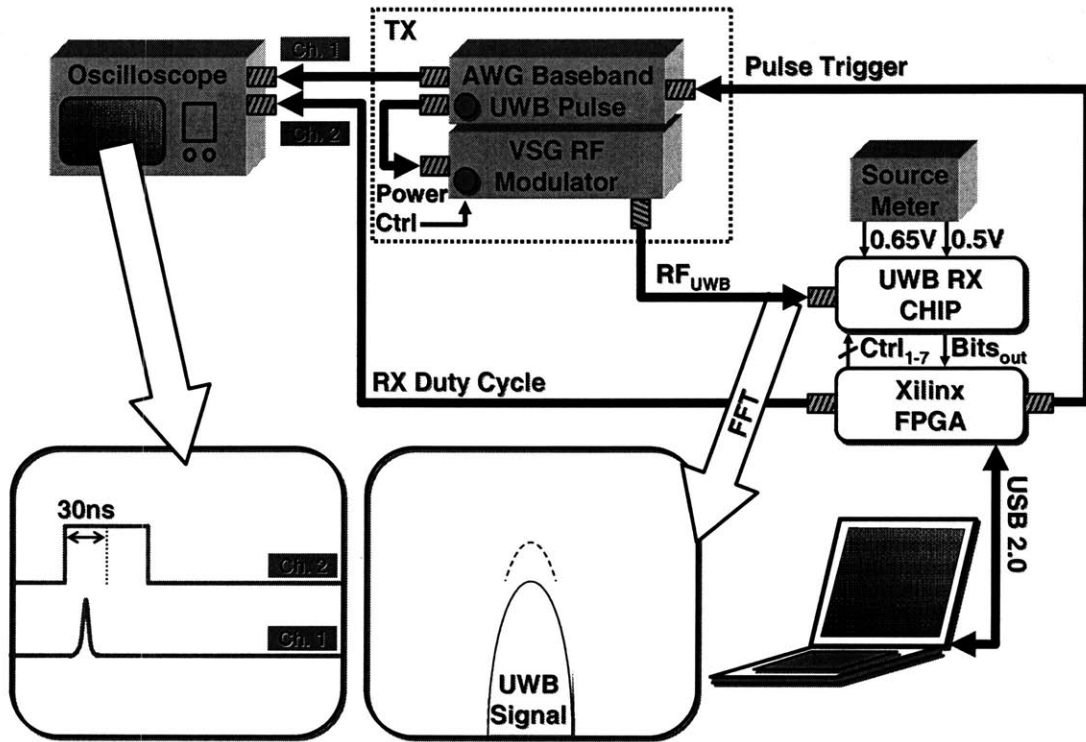 TX
Ch. 1
Oscilloscope
Ch. 2
AWG Baseband
UWB Pulse
VSG RF
Modulator
Power
Ctrl
Pulse Trigger
Source
Meter
0.65V 0.5V
RF_UWB
UWB RX
CHIP
Ctrl_1-7 Bits_out
RX Duty Cycle
Xilinx
FPGA
FFT
USB 2.0
30ns
Ch. 2
Ch. 1
UWB
Signal